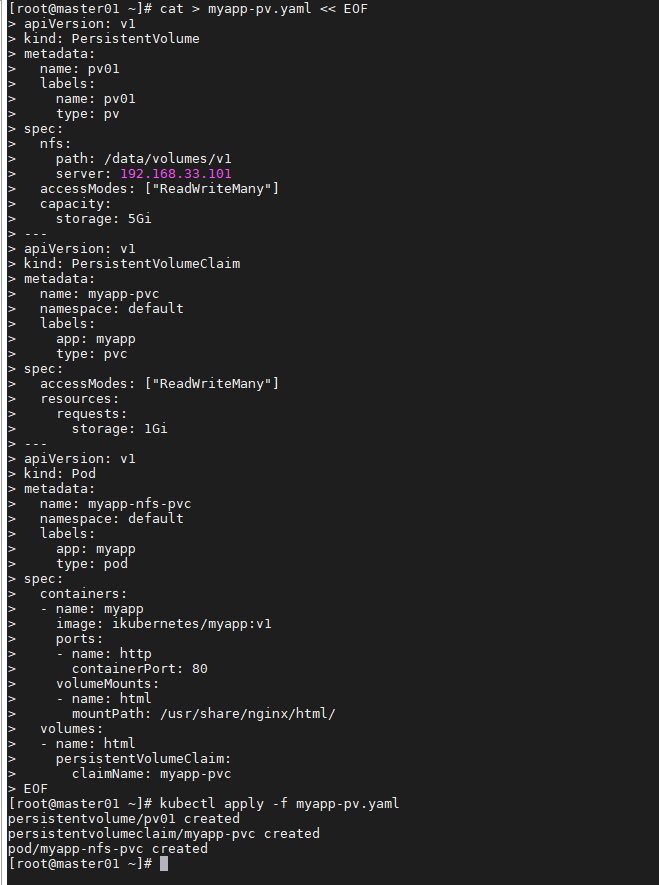 [root@master01 ~]# cat > myapp-pv.yaml << EOF
> apiVersion: v1
> kind: PersistentVolume
> metadata:
>   name: pv01
>   labels:
>     name: pv01
>     type: pv
> spec:
>   nfs:
>     path: /data/volumes/v1
>     server: 192.168.33.101
>   accessModes: ["ReadWriteMany"]
>   capacity:
>     storage: 5Gi
> ---
> apiVersion: v1
> kind: PersistentVolumeClaim
> metadata:
>   name: myapp-pvc
>   namespace: default
>   labels:
>     app: myapp
>     type: pvc
> spec:
>   accessModes: ["ReadWriteMany"]
>   resources:
>     requests:
>       storage: 1Gi
> ---
> apiVersion: v1
> kind: Pod
> metadata:
>   name: myapp-nfs-pvc
>   namespace: default
>   labels:
>     app: myapp
>     type: pod
> spec:
>   containers:
>   - name: myapp
>     image: ikubernetes/myapp:v1
>     ports:
>     - name: http
>       containerPort: 80
>     volumeMounts:
>     - name: html
>       mountPath: /usr/share/nginx/html/
>   volumes:
>   - name: html
>     persistentVolumeClaim:
>       claimName: myapp-pvc
> EOF
[root@master01 ~]# kubectl apply -f myapp-pv.yaml
persistentvolume/pv01 created
persistentvolumeclaim/myapp-pvc created
pod/myapp-nfs-pvc created
[root@master01 ~]#